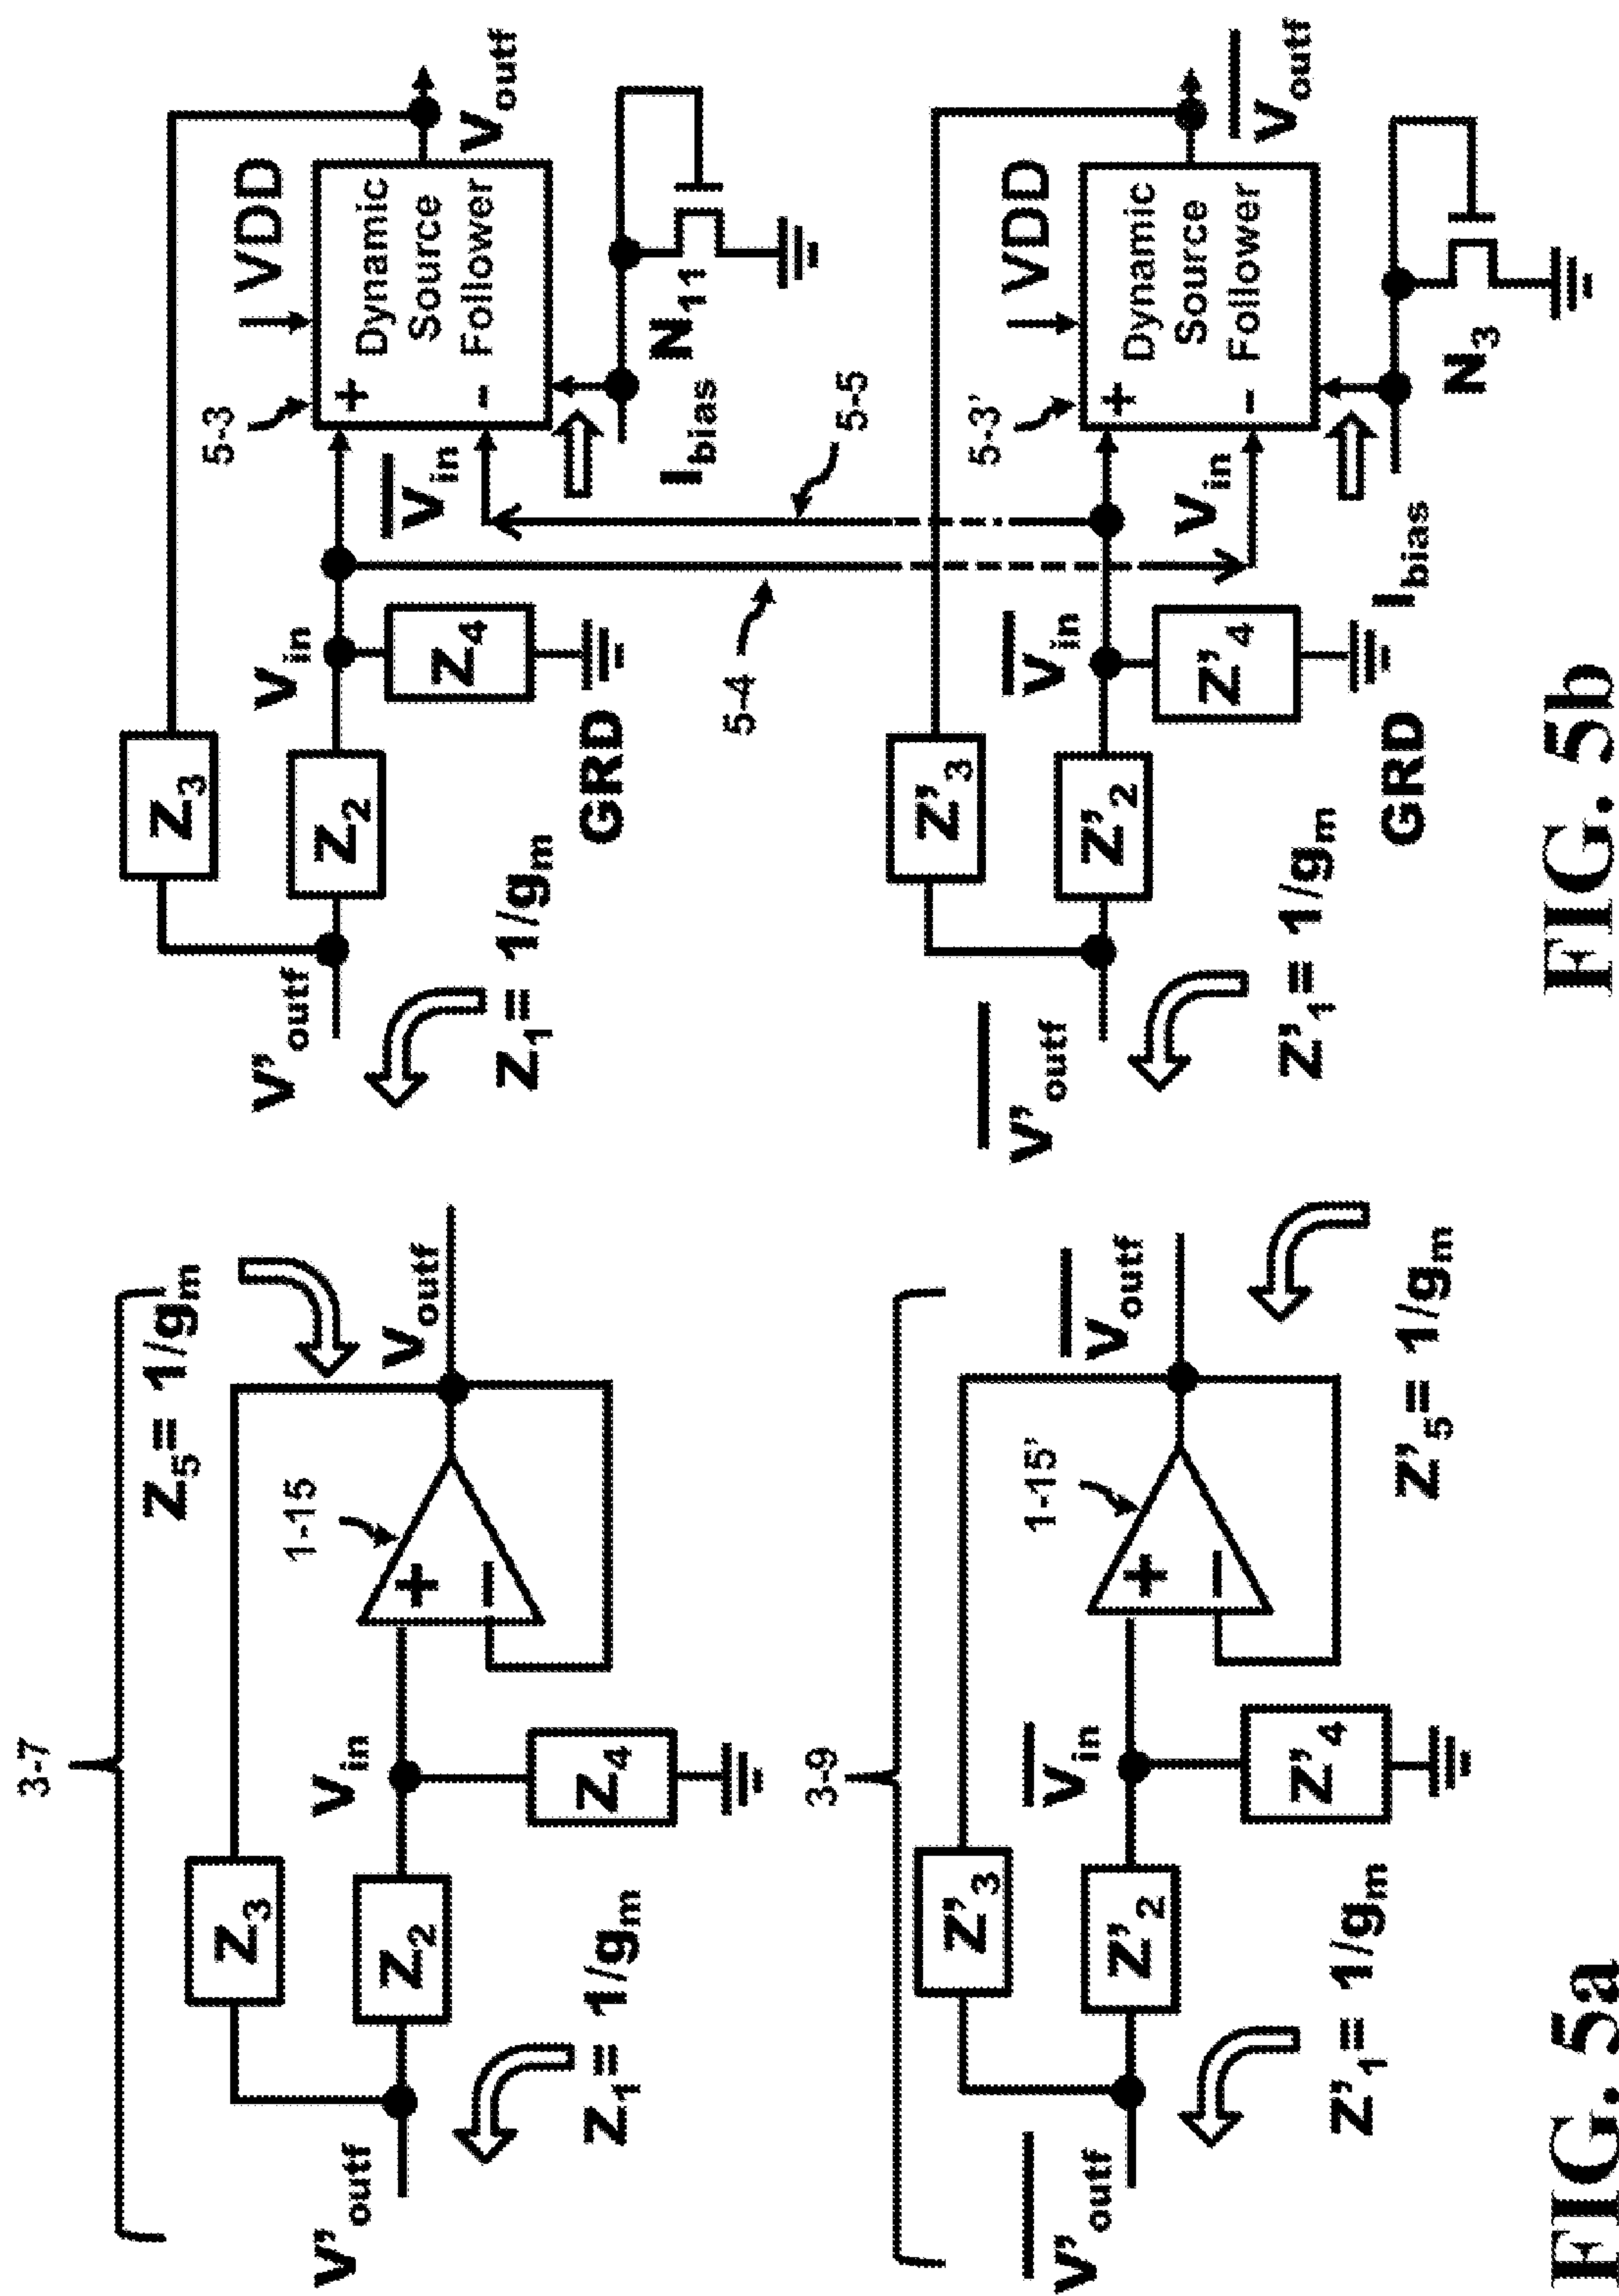 3-7
Z5= 1/gm
Z3
1-15
V'outf
Z2
Vin
+
−
Voutf
Z1= 1/gm
Z4
3-9
Z'3
1-15'
V'outf
Z'2
Vin
+
−
Voutf
Z'1= 1/gm
Z'4
Z'5= 1/gm
FIG. 5a
Z3
5-3
VDD
V'outf
Z2
Vin
+
-
Dynamic
Source
Follower
Voutf
Vin
Z1= 1/gm
Z4
GRD
Ibias
N11
5-4
5-5
Z'3
5-3'
VDD
V'outf
Z'2
Vin
+
-
Dynamic
Source
Follower
Voutf
Vin
Z'1= 1/gm
Z'4
GRD
Ibias
N3
FIG. 5b